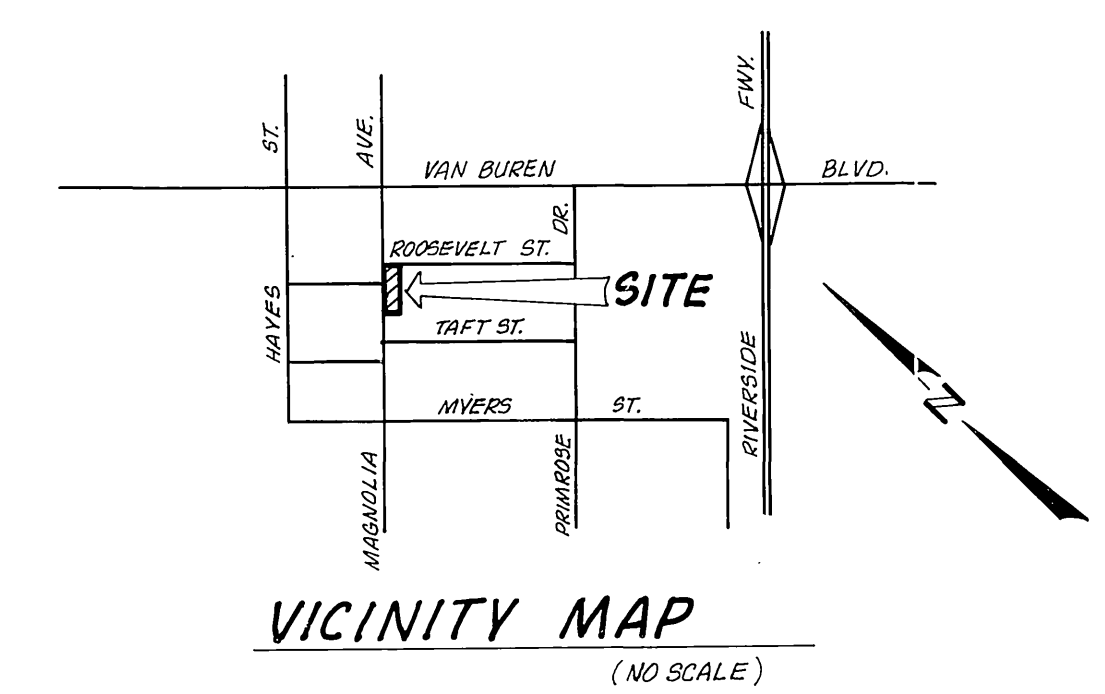 FWY.
ST.
AVE.
VAN BUREN
BLVD.
DR.
ROOSEVELT ST.
SITE
HAYES
TAFT ST.
RIVERSIDE
N
MYERS
ST.
MAGNOLIA
PRIMROSE
VICINITY MAP
(NO SCALE)